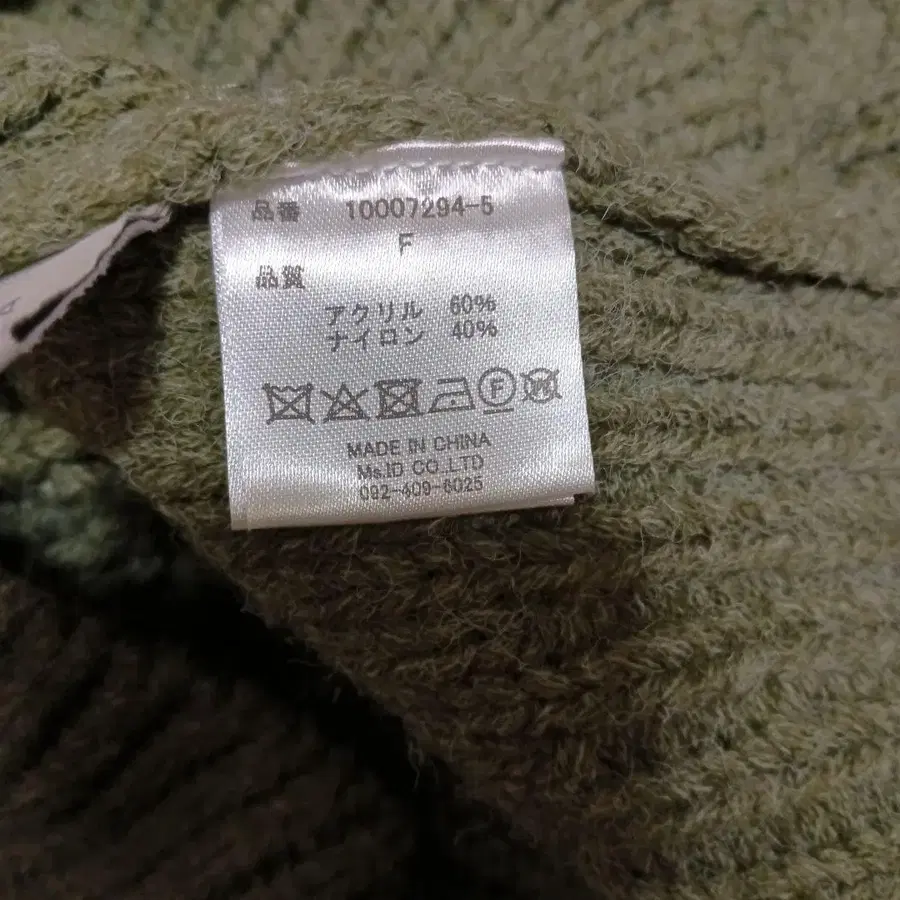 品番 10007294-5
F
品質
アクリル 60%
ナイロン 40%
F W
MADE IN CHINA
Ms.ID CO.,LTD
092-409-6025